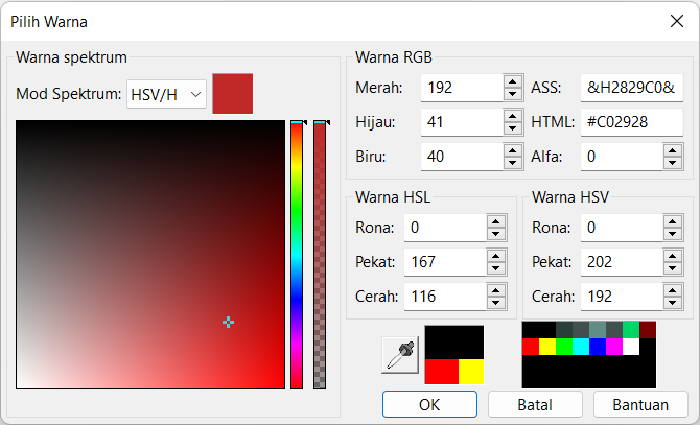 Pilih Warna
Warna spektrum
Mod Spektrum: HSV/H
Warna RGB
Merah: 192 ASS: &H2829C0&
Hijau: 41 HTML: #C02928
Biru: 40 Alfa: 0
Warna HSL
Rona: 0
Pekat: 167
Cerah: 116
Warna HSV
Rona: 0
Pekat: 202
Cerah: 192
OK Batal Bantuan